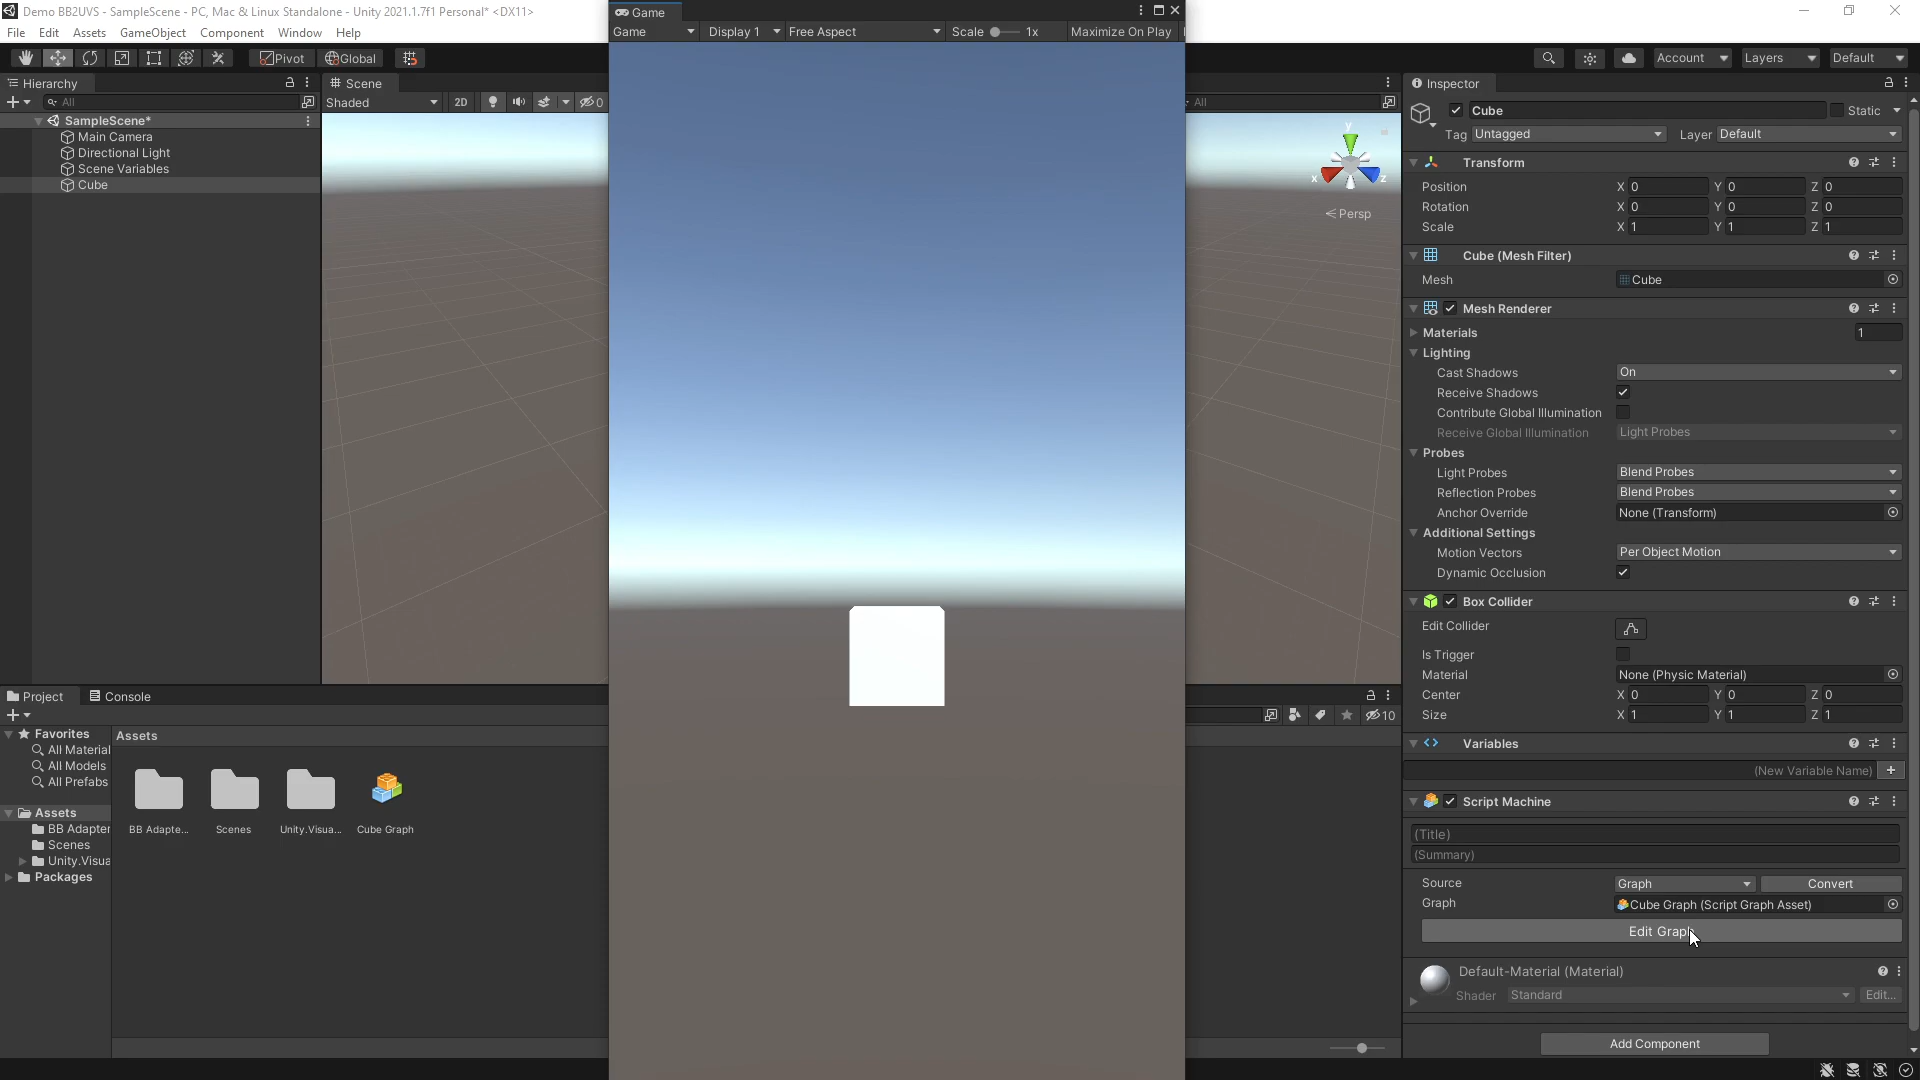 Demo BB2UVS - SampleScene - PC, Mac & Linux Standalone - Unity 2021.1.7f1 Personal* <DX11>
File Edit Assets GameObject Component Window Help
Pivot Global
Account Layers Default
Hierarchy
All
SampleScene*
Main Camera
Directional Light
Scene Variables
Cube
Scene
Shaded 2D 0
All
y
x z
Persp
Game
Game Display 1 Free Aspect Scale 1x Maximize On Play
Project Console
10
Favorites
All Material
All Models
All Prefabs
Assets
BB Adapter
Scenes
Unity.Visua
Packages
Assets
BB Adapte...
Scenes
Unity.Visua...
Cube Graph
Inspector
Cube Static
Tag Untagged Layer Default
Transform
Position X 0 Y 0 Z 0
Rotation X 0 Y 0 Z 0
Scale X 1 Y 1 Z 1
Cube (Mesh Filter)
Mesh Cube
Mesh Renderer
Materials 1
Lighting
Cast Shadows On
Receive Shadows
Contribute Global Illumination
Receive Global Illumination Light Probes
Probes
Light Probes Blend Probes
Reflection Probes Blend Probes
Anchor Override None (Transform)
Additional Settings
Motion Vectors Per Object Motion
Dynamic Occlusion
Box Collider
Edit Collider
Is Trigger
Material None (Physic Material)
Center X 0 Y 0 Z 0
Size X 1 Y 1 Z 1
Variables
(New Variable Name)
Script Machine
(Title)
(Summary)
Source Graph Convert
Graph Cube Graph (Script Graph Asset)
Edit Graph
Default-Material (Material)
Shader Standard Edit...
Add Component